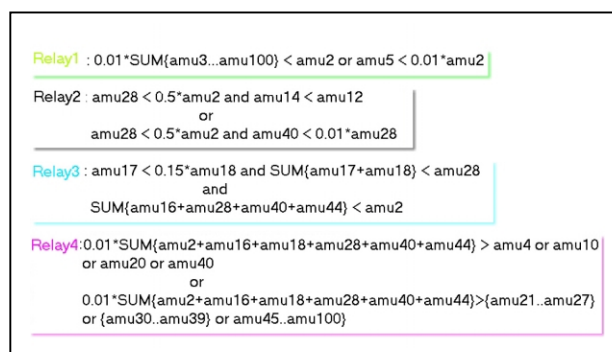 Relay1 : 0.01*SUM{amu3...amu100} < amu2 or amu5 < 0.01*amu2
Relay2 : amu28 < 0.5*amu2 and amu14 < amu12
or
amu28 < 0.5*amu2 and amu40 < 0.01*amu28
Relay3 : amu17 < 0.15*amu18 and SUM{amu17+amu18} < amu28
and
SUM{amu16+amu28+amu40+amu44} < amu2
Relay4:0.01*SUM{amu2+amu16+amu18+amu28+amu40+amu44} > amu4 or amu10
or amu20 or amu40
or
0.01*SUM{amu2+amu16+amu18+amu28+amu40+amu44}>{amu21..amu27}
or {amu30..amu39} or amu45..amu100}